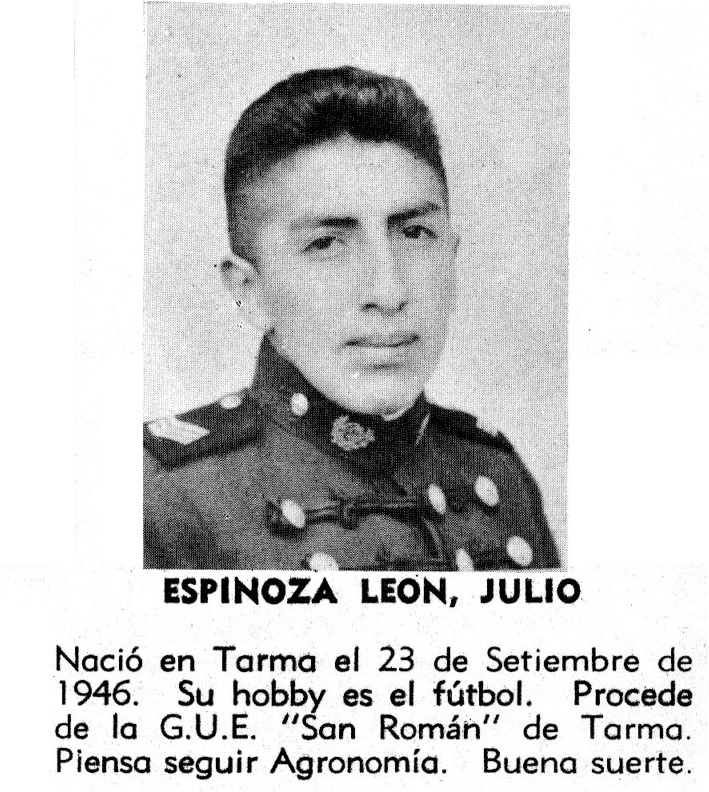 ESPINOZA LEON, JULIO
Nació en Tarma el 23 de Setiembre de
1946. Su hobby es el fútbol. Procede
de la G.U.E. "San Román" de Tarma.
Piensa seguir Agronomía. Buena suerte.